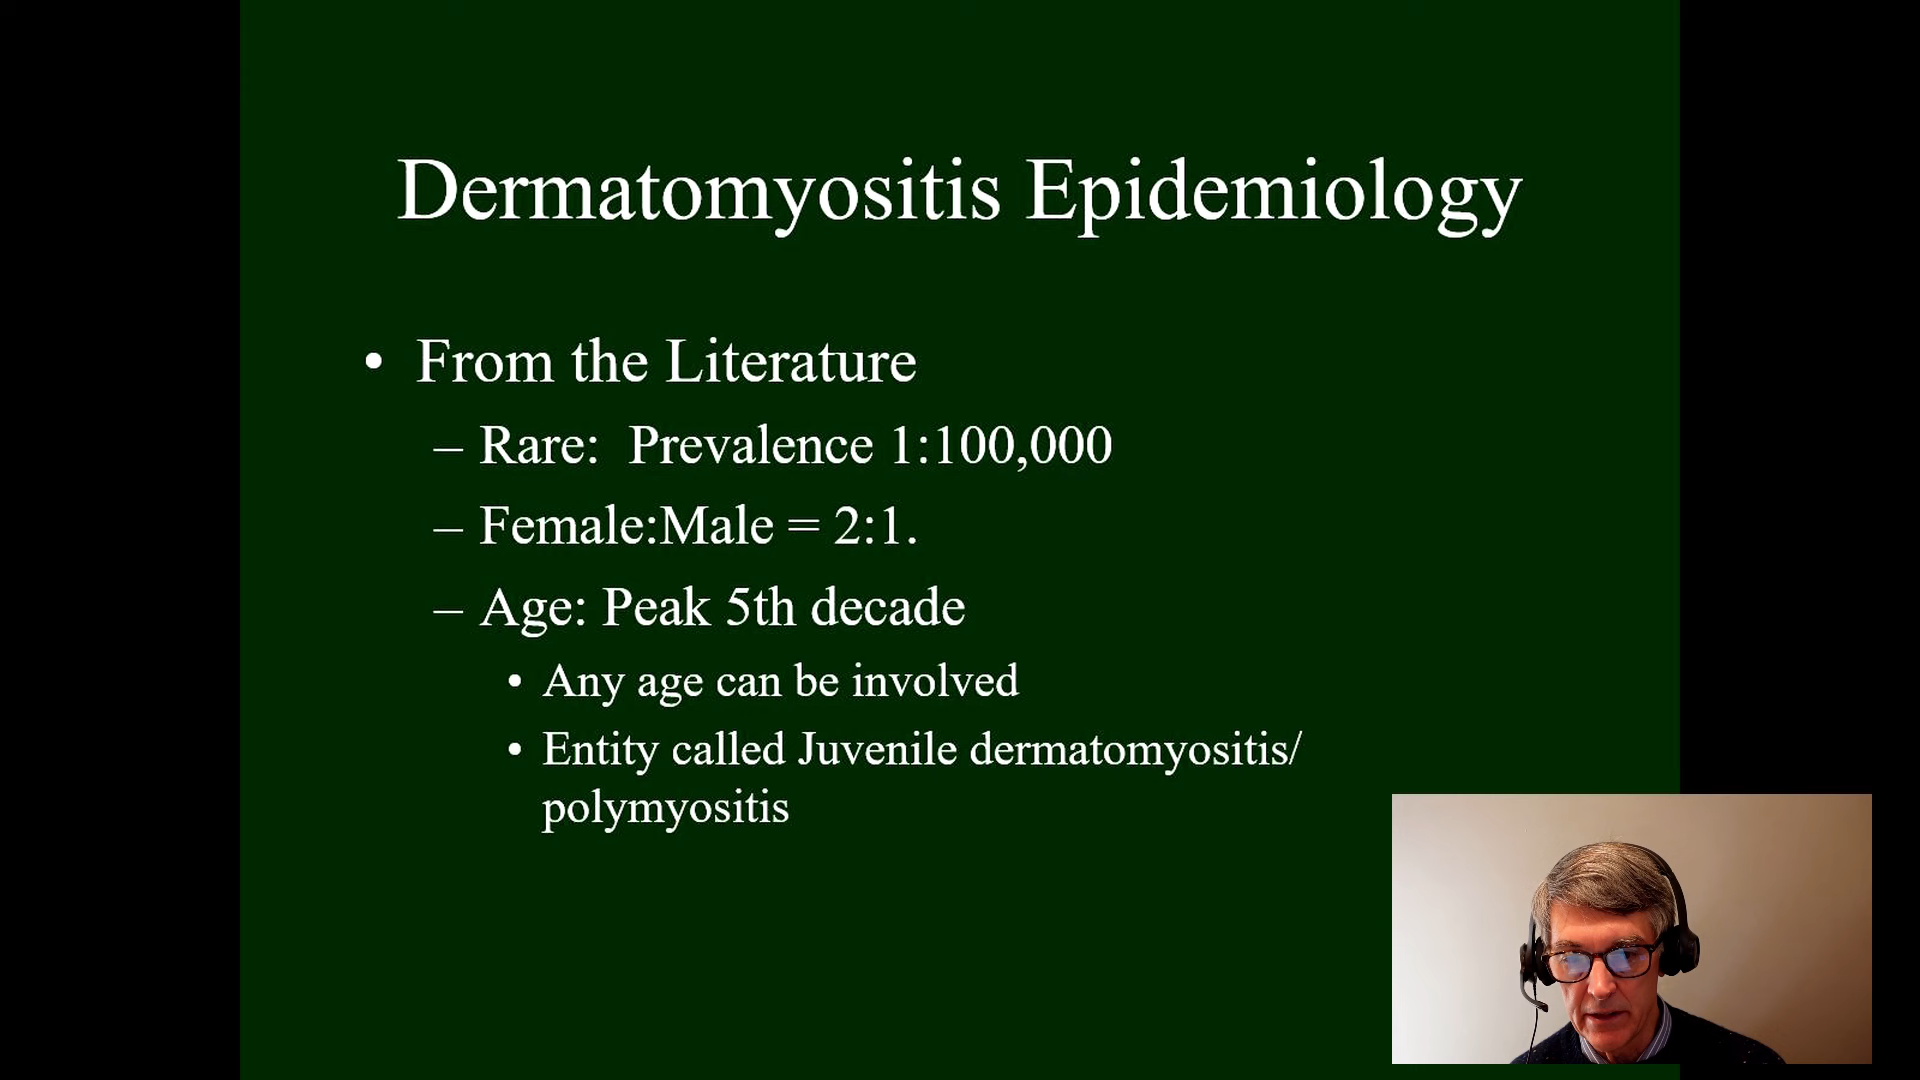 Dermatomyositis Epidemiology
• From the Literature
– Rare:  Prevalence 1:100,000
– Female:Male = 2:1.
– Age: Peak 5th decade
• Any age can be involved
• Entity called Juvenile dermatomyositis/
polymyositis